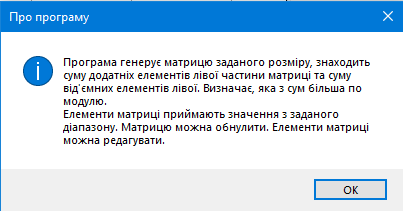 Про програму
Програма генерує матрицю заданого розміру, знаходить
суму додатніх елементів лівої частини матриці та суму
від'ємних елементів лівої. Визначає, яка з сум більша по
модулю.
Елементи матриці приймають значення з заданого
діапазону. Матрицю можна обнулити. Елементи матриці
можна редагувати.
OK